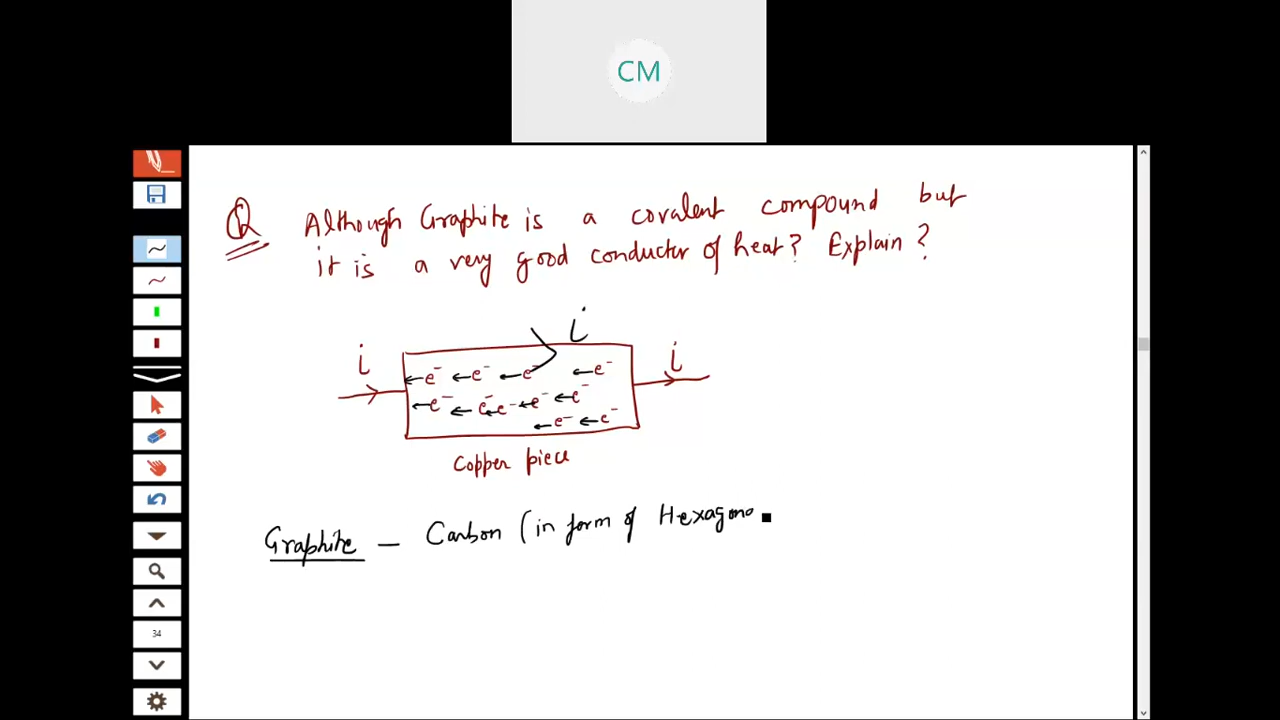 CM
Q Although Graphite is a covalent compound but
it is a very good conductor of heat? Explain?
i
i
i
e- e- e- e-
e- e- e- e- e-
e- e-
Copper piece
Graphite – Carbon (in form of Hexagono
34